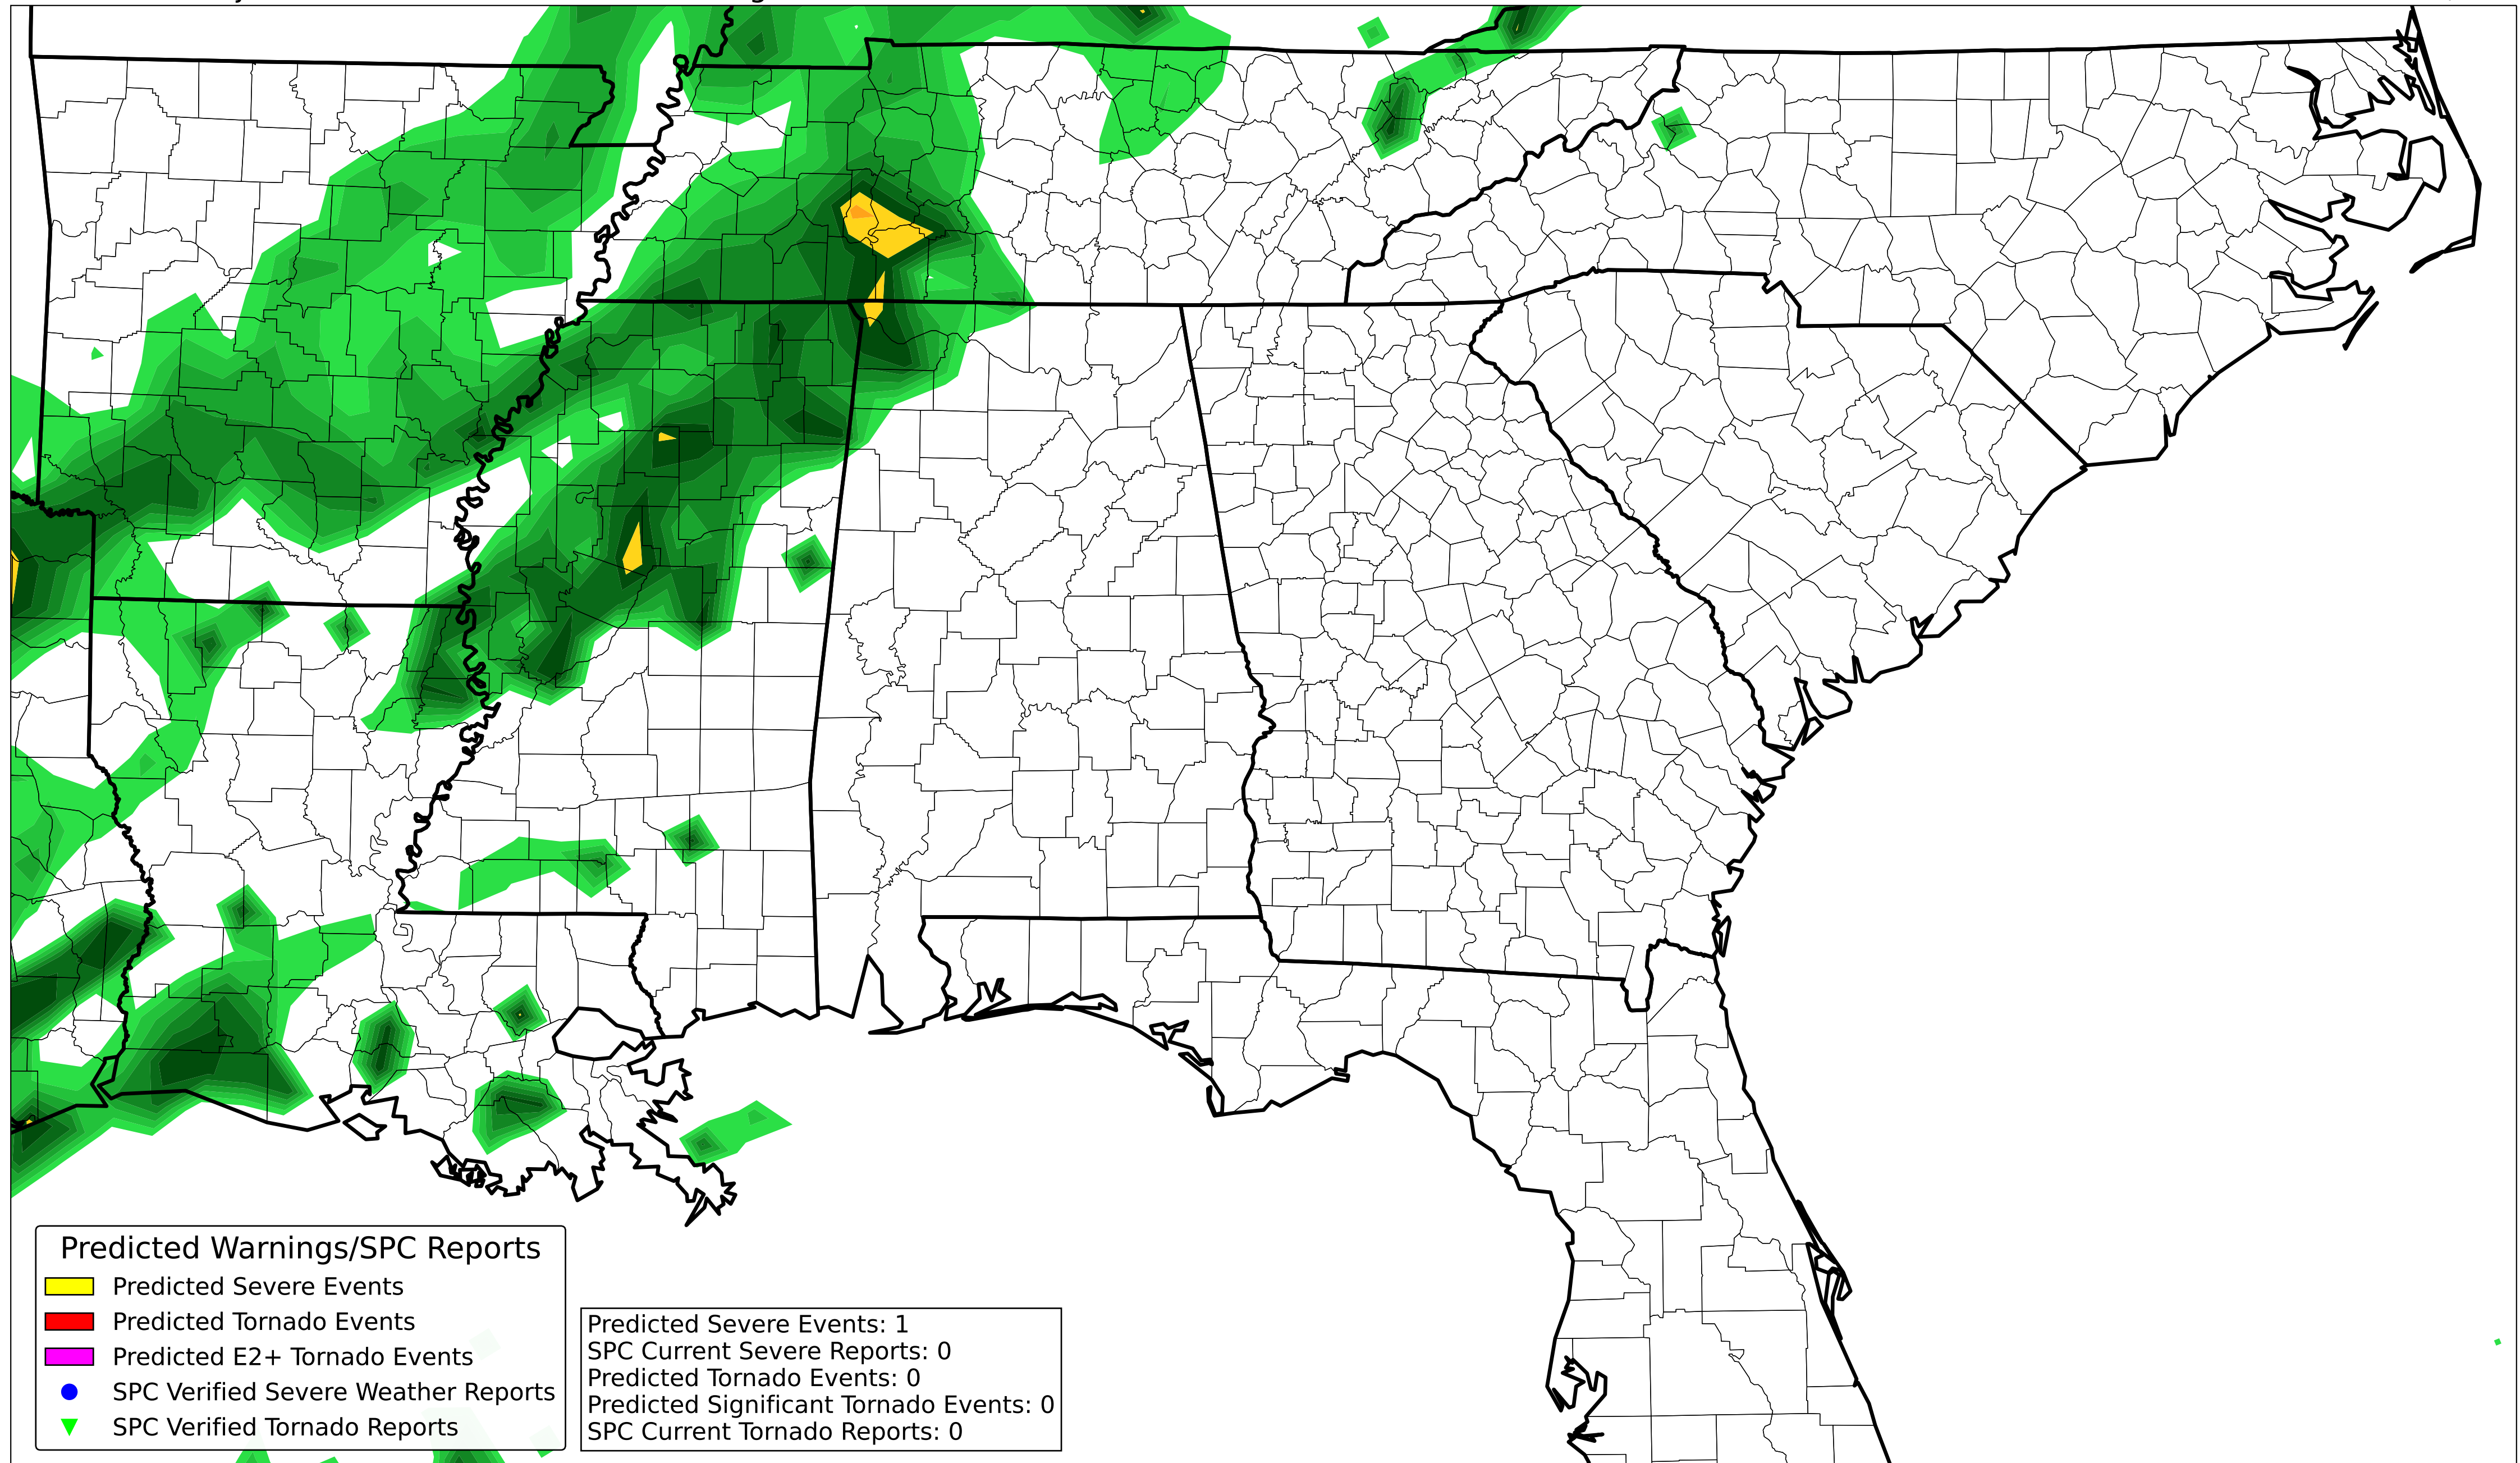 Predicted Warnings/SPC Reports
Predicted Severe Events
Predicted Tornado Events
Predicted E2+ Tornado Events
SPC Verified Severe Weather Reports
SPC Verified Tornado Reports
Predicted Severe Events: 1
SPC Current Severe Reports: 0
Predicted Tornado Events: 0
Predicted Significant Tornado Events: 0
SPC Current Tornado Reports: 0